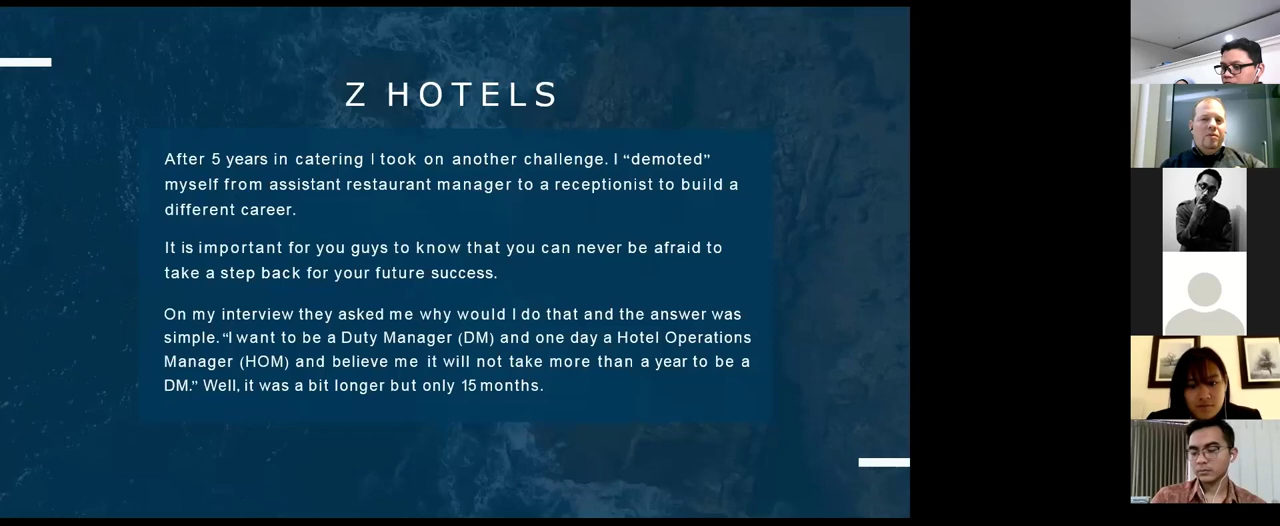 Z HOTELS
After 5 years in catering I took on another challenge. I “demoted”
myself from assistant restaurant manager to a receptionist to build a
different career.
It is important for you guys to know that you can never be afraid to
take a step back for your future success.
On my interview they asked me why would I do that and the answer was
simple. “I want to be a Duty Manager (DM) and one day a Hotel Operations
Manager (HOM) and believe me it will not take more than a year to be a
DM.” Well, it was a bit longer but only 15 months.